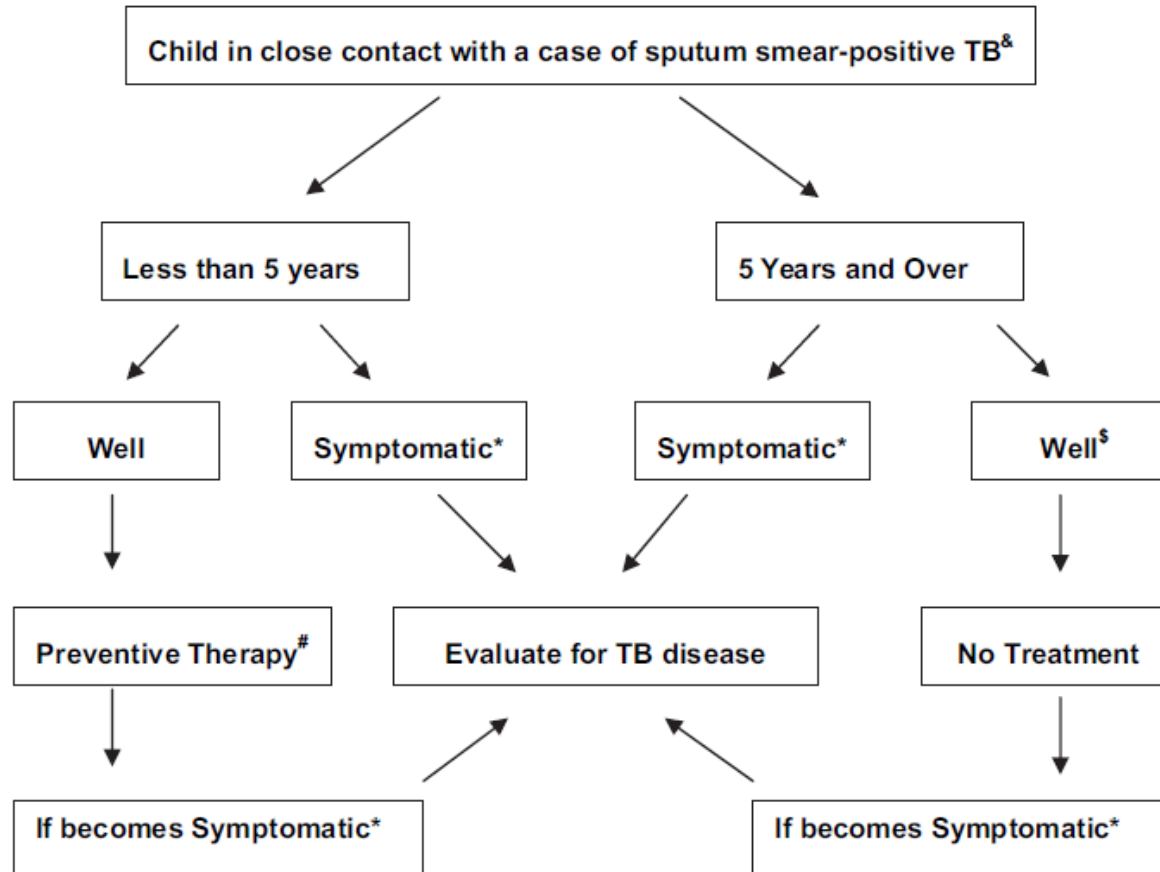 Child in close contact with a case of sputum smear-positive TB&
Less than 5 years
5 Years and Over
Well
Symptomatic*
Symptomatic*
Well$
Preventive Therapy#
Evaluate for TB disease
No Treatment
If becomes Symptomatic*
If becomes Symptomatic*